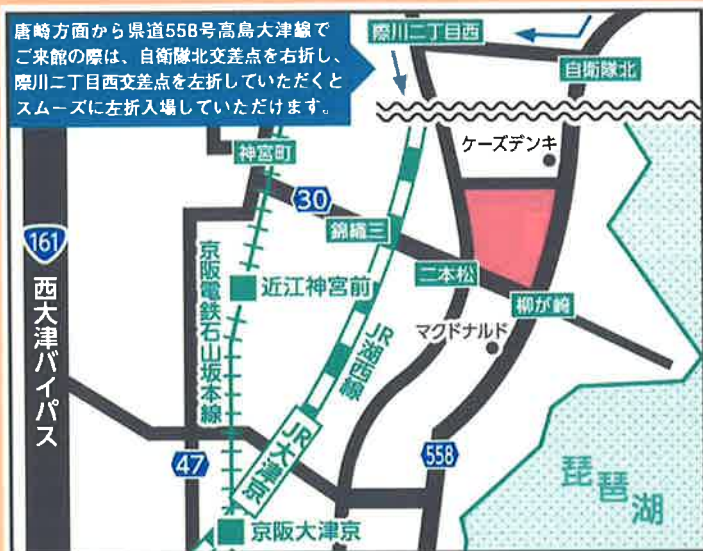 唐崎方面から県道558号高島大津線で
ご来館の際は、自衛隊北交差点を右折し、
際川二丁目西交差点を左折していただくと
スムーズに左折入場していただけます。
際川二丁目西
自衛隊北
ケーズデンキ
神宮町
30
錦織三
161
西大津バイパス
京阪電鉄石山坂本線
近江神宮前
二本松
柳が崎
マクドナルド
JR湖西線
JR大津京
47
558
琵琶湖
京阪大津京